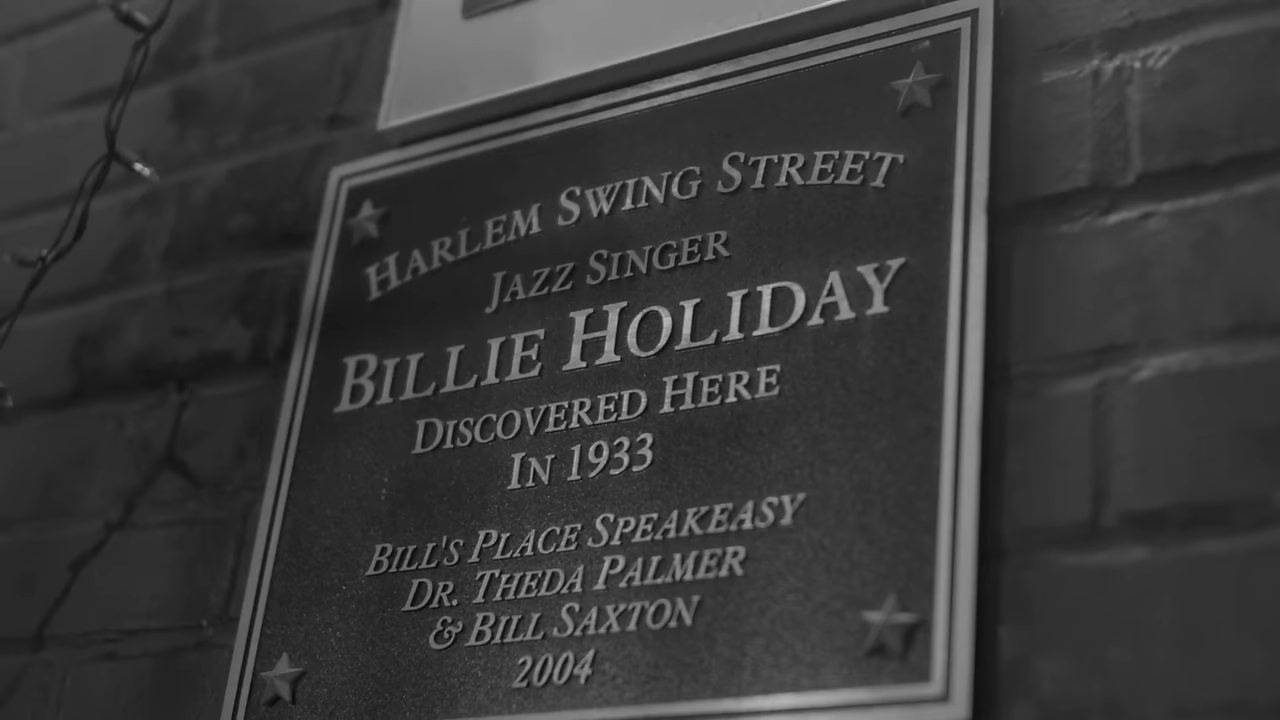 HARLEM SWING STREET
JAZZ SINGER
BILLIE HOLIDAY
DISCOVERED HERE
IN 1933
BILL'S PLACE SPEAKEASY
DR. THEDA PALMER
& BILL SAXTON
2004